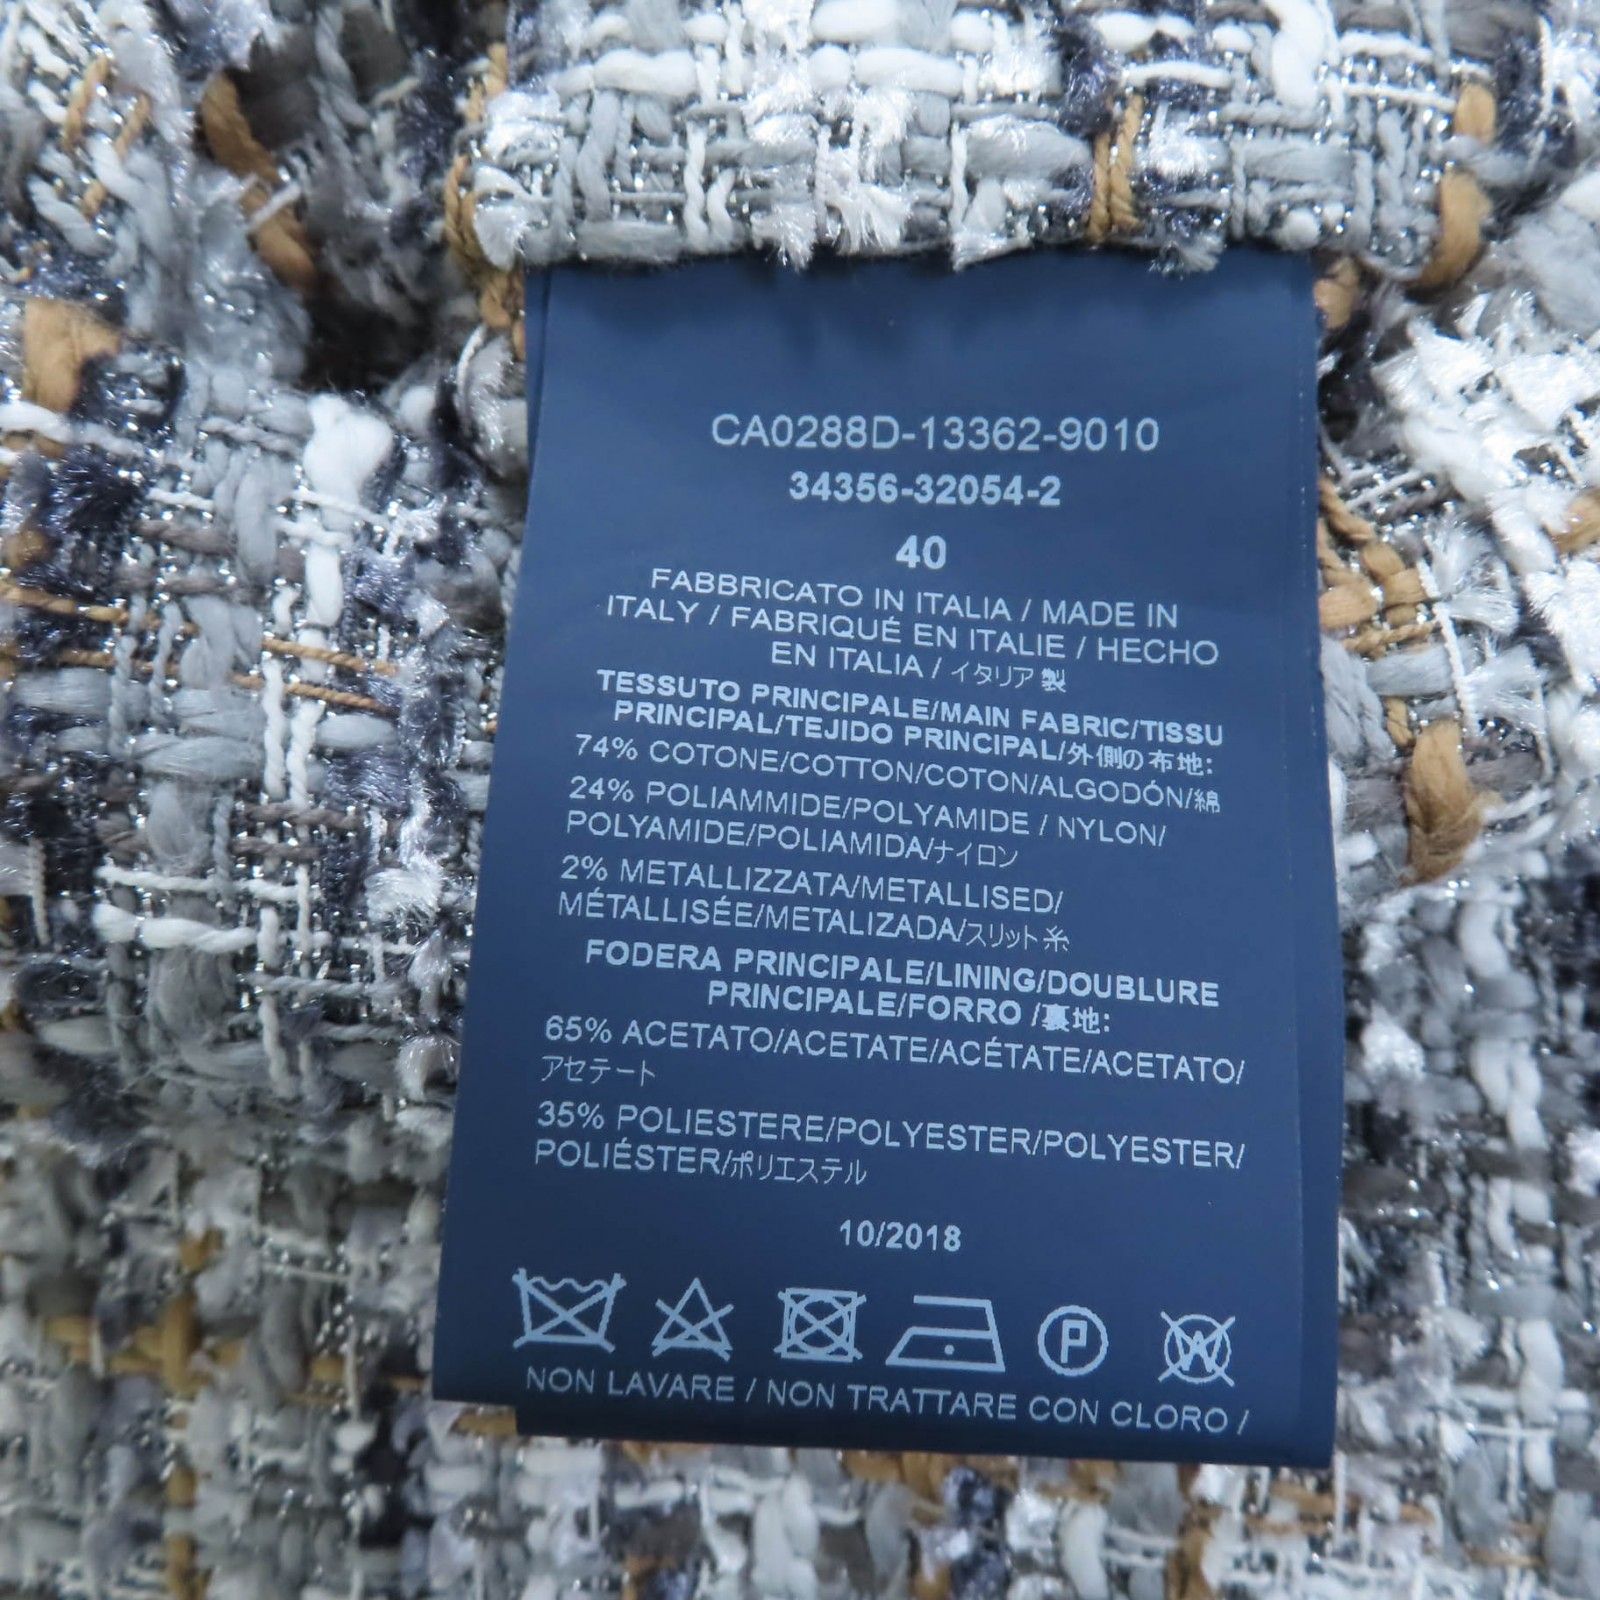 CA0288D-13362-9010
34356-32054-2
40
FABBRICATO IN ITALIA / MADE IN
ITALY / FABRIQUÉ EN ITALIE / HECHO
EN ITALIA / イタリア 製
TESSUTO PRINCIPALE/MAIN FABRIC/TISSU
PRINCIPAL/TEJIDO PRINCIPAL/外側の布地:
74% COTONE/COTTON/COTON/ALGODÓN/綿
24% POLIAMMIDE/POLYAMIDE / NYLON/
POLYAMIDE/POLIAMIDA/ナイロン
2% METALLIZZATA/METALLISED/
MÉTALLISÉE/METALIZADA/スリット糸
FODERA PRINCIPALE/LINING/DOUBLURE
PRINCIPALE/FORRO /裏地:
65% ACETATO/ACETATE/ACÉTATE/ACETATO/
アセテート
35% POLIESTERE/POLYESTER/POLYESTER/
POLIÉSTER/ポリエステル
10/2018
P W
NON LAVARE / NON TRATTARE CON CLORO /